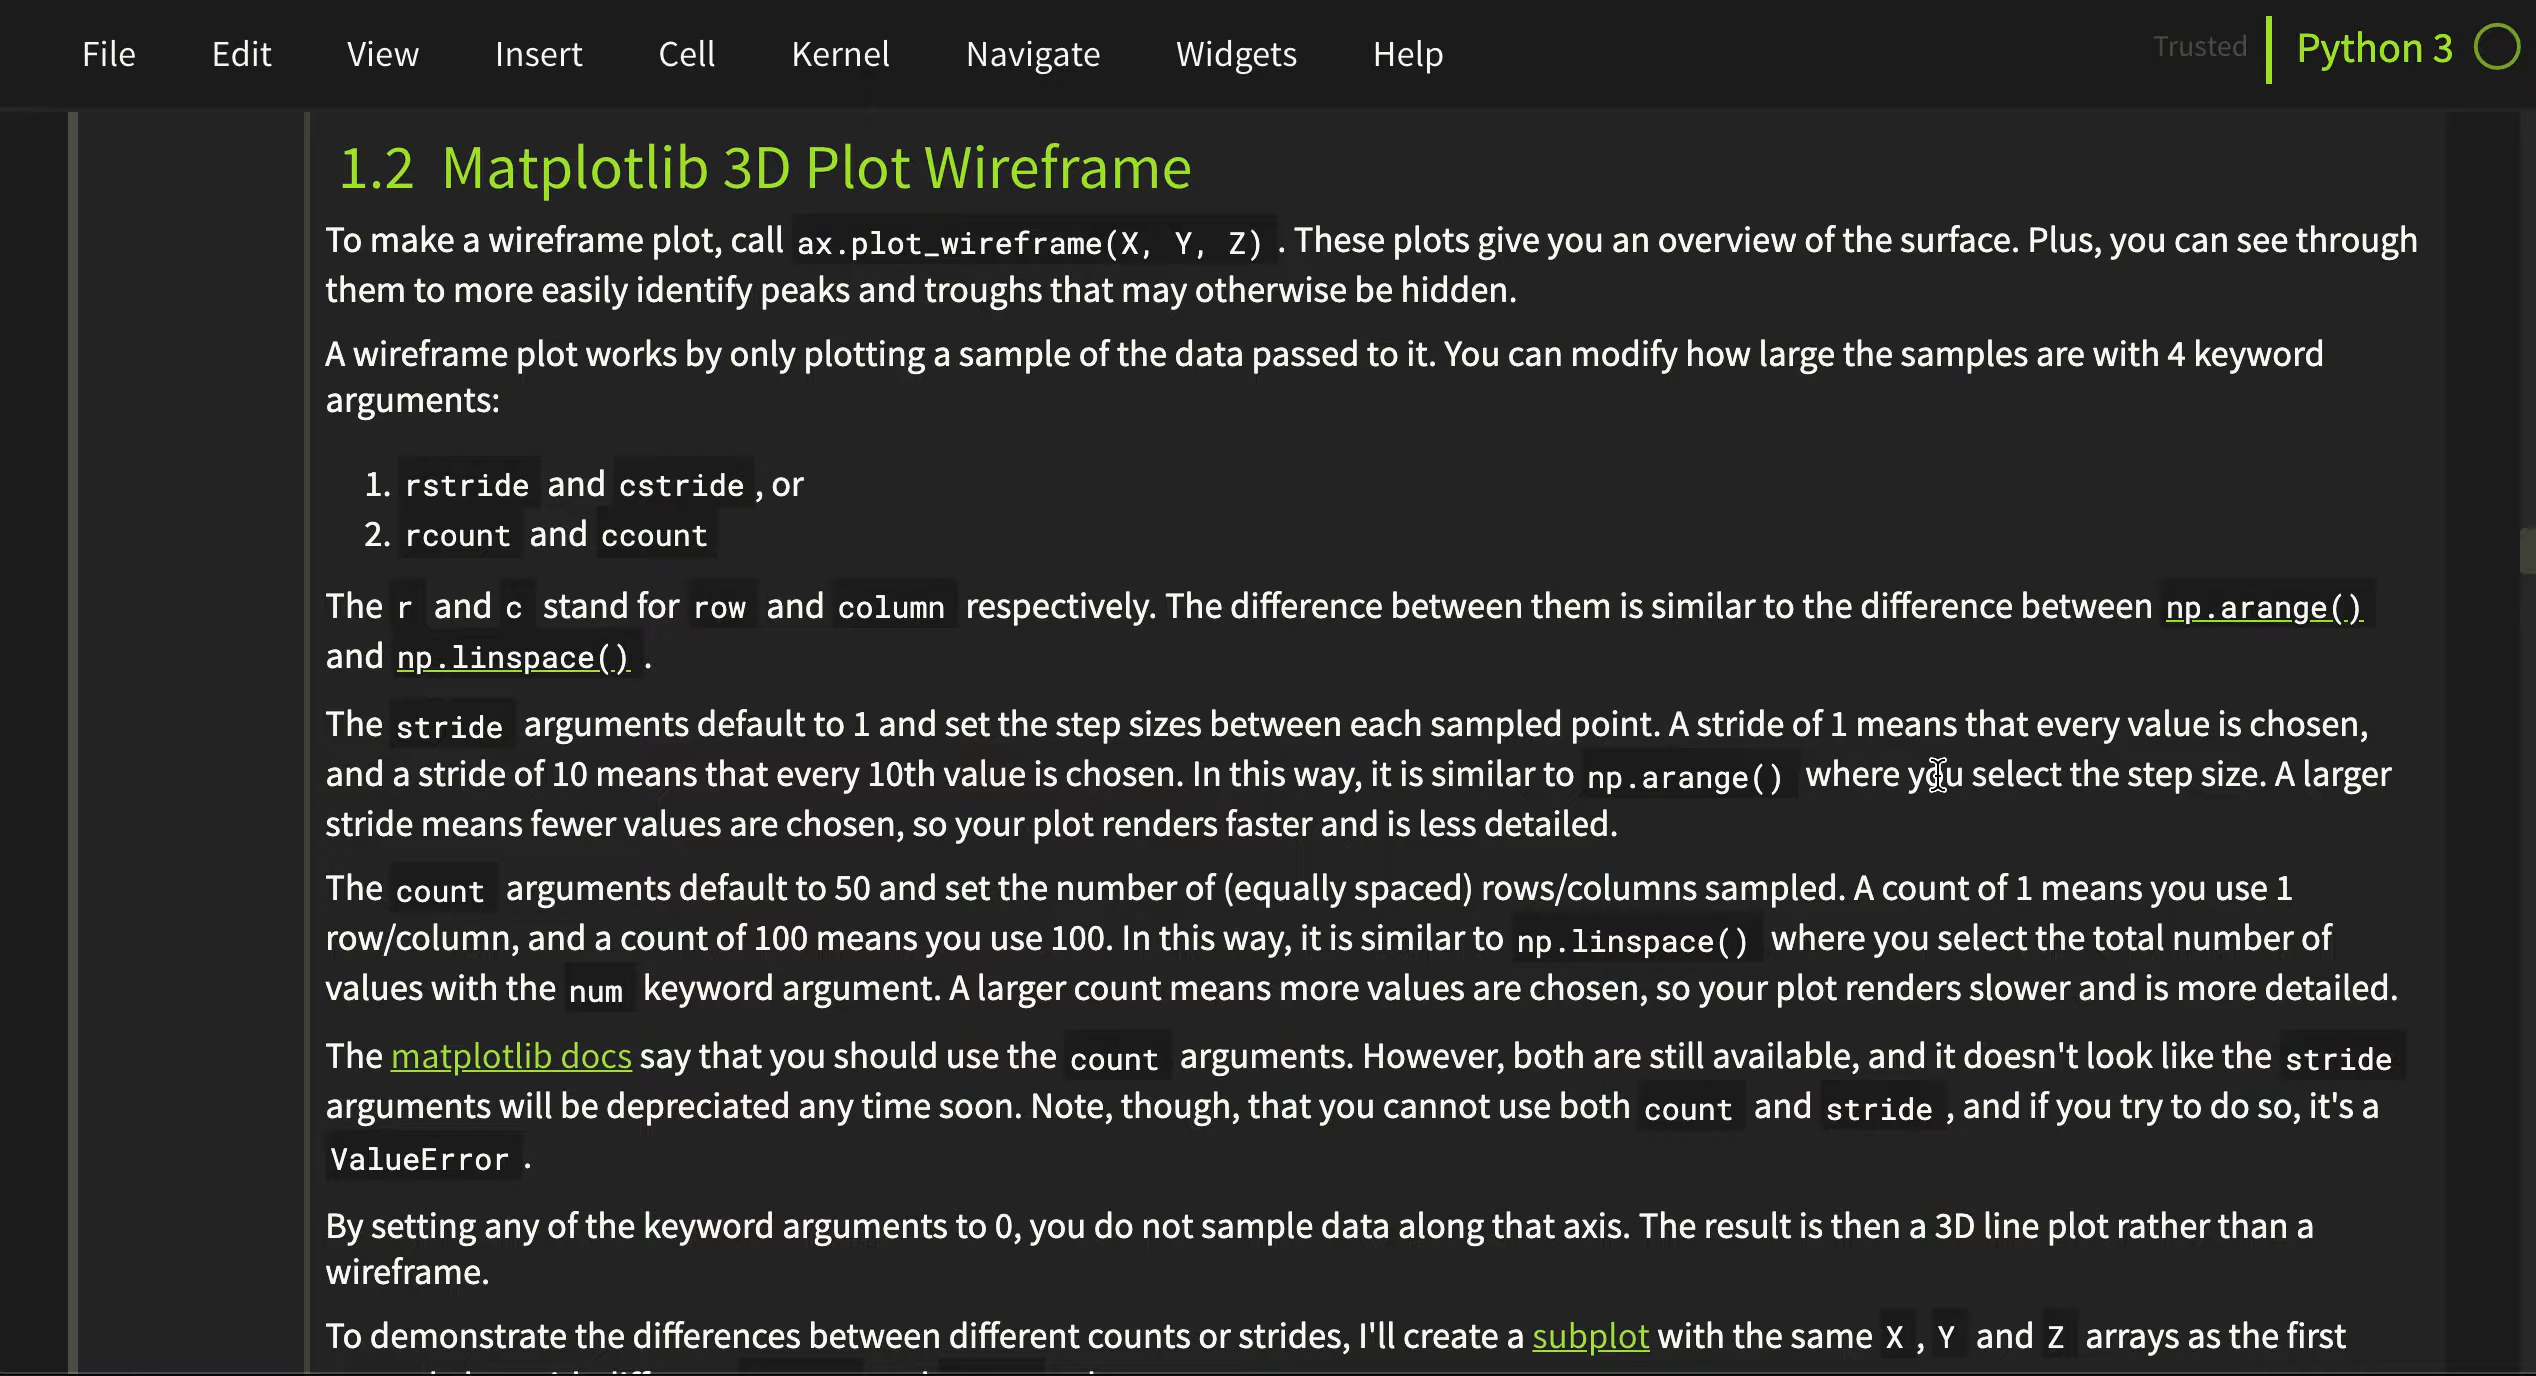 File Edit View Insert Cell Kernel Navigate Widgets Help Trusted Python 3
1.2 Matplotlib 3D Plot Wireframe
To make a wireframe plot, call ax.plot_wireframe(X, Y, Z) . These plots give you an overview of the surface. Plus, you can see through
them to more easily identify peaks and troughs that may otherwise be hidden.
A wireframe plot works by only plotting a sample of the data passed to it. You can modify how large the samples are with 4 keyword
arguments:
1. rstride and cstride , or
2. rcount and ccount
The r and c stand for row and column respectively. The difference between them is similar to the difference between np.arange()
and np.linspace() .
The stride arguments default to 1 and set the step sizes between each sampled point. A stride of 1 means that every value is chosen,
and a stride of 10 means that every 10th value is chosen. In this way, it is similar to np.arange() where you select the step size. A larger
stride means fewer values are chosen, so your plot renders faster and is less detailed.
The count arguments default to 50 and set the number of (equally spaced) rows/columns sampled. A count of 1 means you use 1
row/column, and a count of 100 means you use 100. In this way, it is similar to np.linspace() where you select the total number of
values with the num keyword argument. A larger count means more values are chosen, so your plot renders slower and is more detailed.
The matplotlib docs say that you should use the count arguments. However, both are still available, and it doesn't look like the stride
arguments will be depreciated any time soon. Note, though, that you cannot use both count and stride , and if you try to do so, it's a
ValueError .
By setting any of the keyword arguments to 0, you do not sample data along that axis. The result is then a 3D line plot rather than a
wireframe.
To demonstrate the differences between different counts or strides, I'll create a subplot with the same X , Y and Z arrays as the first